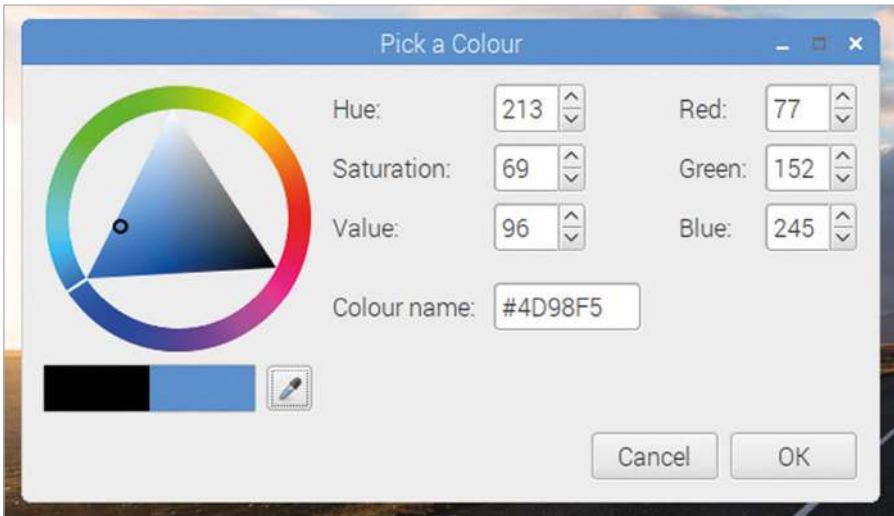 Pick a Colour
Hue: 213 Red: 77
Saturation: 69 Green: 152
Value: 96 Blue: 245
Colour name: #4D98F5
Cancel OK